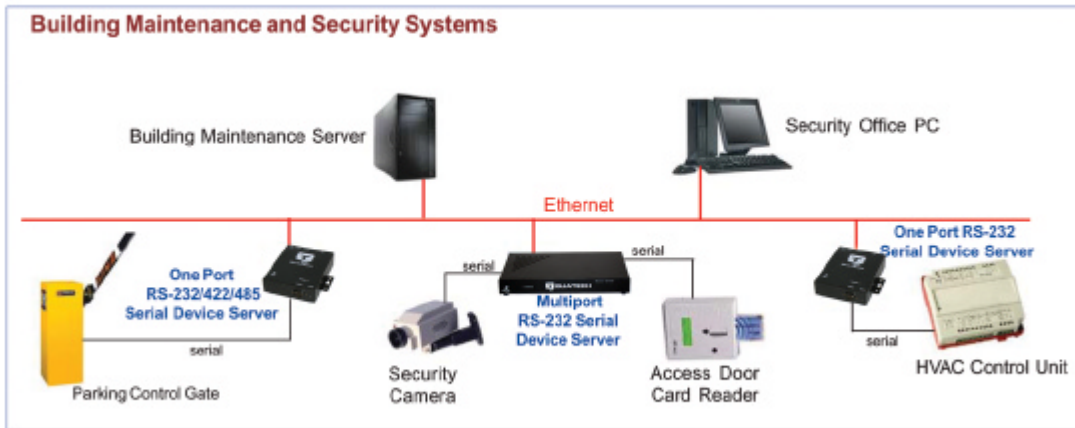 Building Maintenance and Security Systems
Building Maintenance Server
Security Office PC
Ethernet
One Port
RS-232/422/485
Serial Device Server
serial
Parking Control Gate
serial
serial
Multiport
RS-232 Serial
Device Server
Security
Camera
Access Door
Card Reader
One Port RS-232
Serial Device Server
serial
HVAC Control Unit